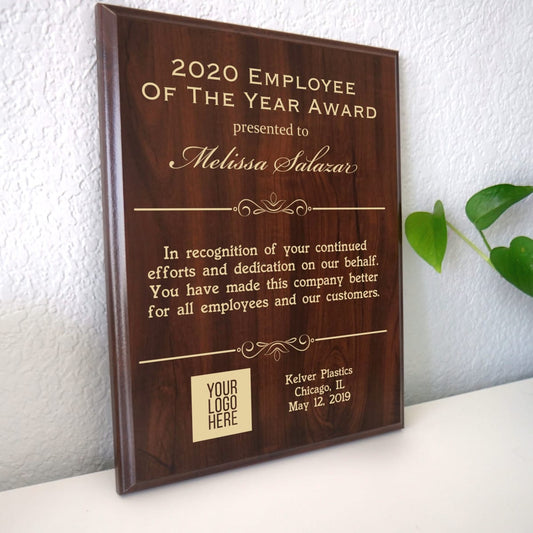 2020 Employee
Of The Year Award
presented to
Melissa Salazar
In recognition of your continued
efforts and dedication on our behalf.
You have made this company better
for all employees and our customers.
YOUR
LOGO
HERE
Kelver Plastics
Chicago, IL
May 12, 2019